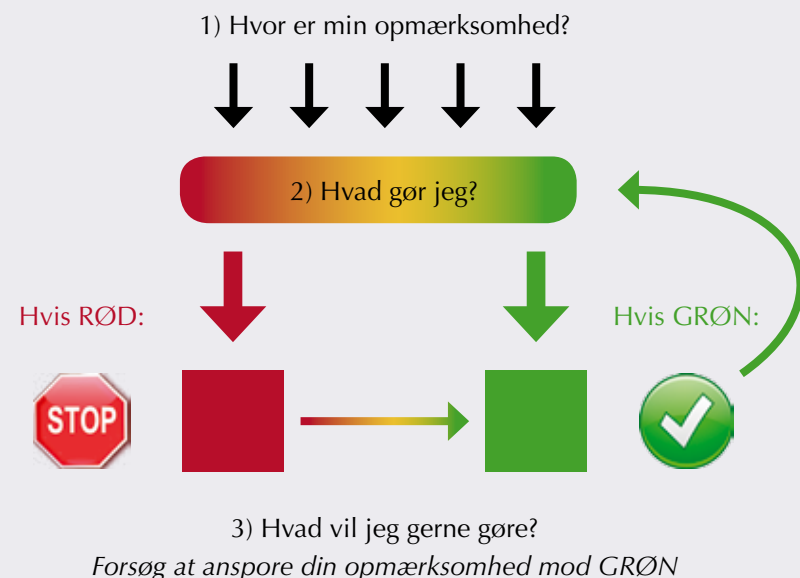 1) Hvor er min opmærksomhed?
2) Hvad gør jeg?
Hvis RØD:
Hvis GRØN:
STOP
3) Hvad vil jeg gerne gøre?
Forsøg at anspore din opmærksomhed mod GRØN